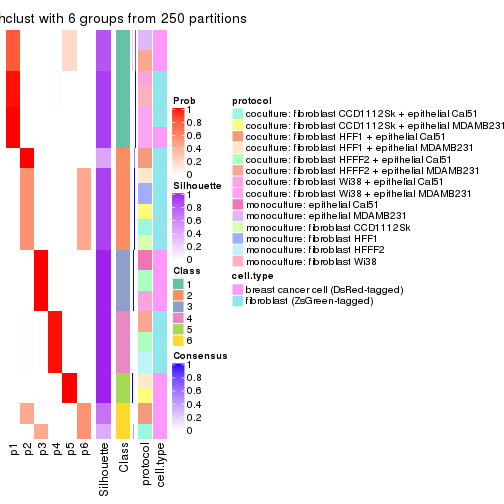 hclust with 6 groups from 250 partitions
Prob
1
0.8
0.6
0.4
0.2
0
Silhouette
1
0.8
0.6
0.4
0.2
0
Class
1
2
3
4
5
6
Consensus
1
0.8
0.6
0.4
0.2
0
protocol
coculture: fibroblast CCD1112Sk + epithelial Cal51
coculture: fibroblast CCD1112Sk + epithelial MDAMB231
coculture: fibroblast HFF1 + epithelial Cal51
coculture: fibroblast HFF1 + epithelial MDAMB231
coculture: fibroblast HFFF2 + epithelial Cal51
coculture: fibroblast HFFF2 + epithelial MDAMB231
coculture: fibroblast Wi38 + epithelial Cal51
coculture: fibroblast Wi38 + epithelial MDAMB231
monoculture: epithelial Cal51
monoculture: epithelial MDAMB231
monoculture: fibroblast CCD1112Sk
monoculture: fibroblast HFF1
monoculture: fibroblast HFFF2
monoculture: fibroblast Wi38
cell.type
breast cancer cell (DsRed-tagged)
fibroblast (ZsGreen-tagged)
p1
p2
p3
p4
p5
p6
Silhouette
Class
protocol
cell.type